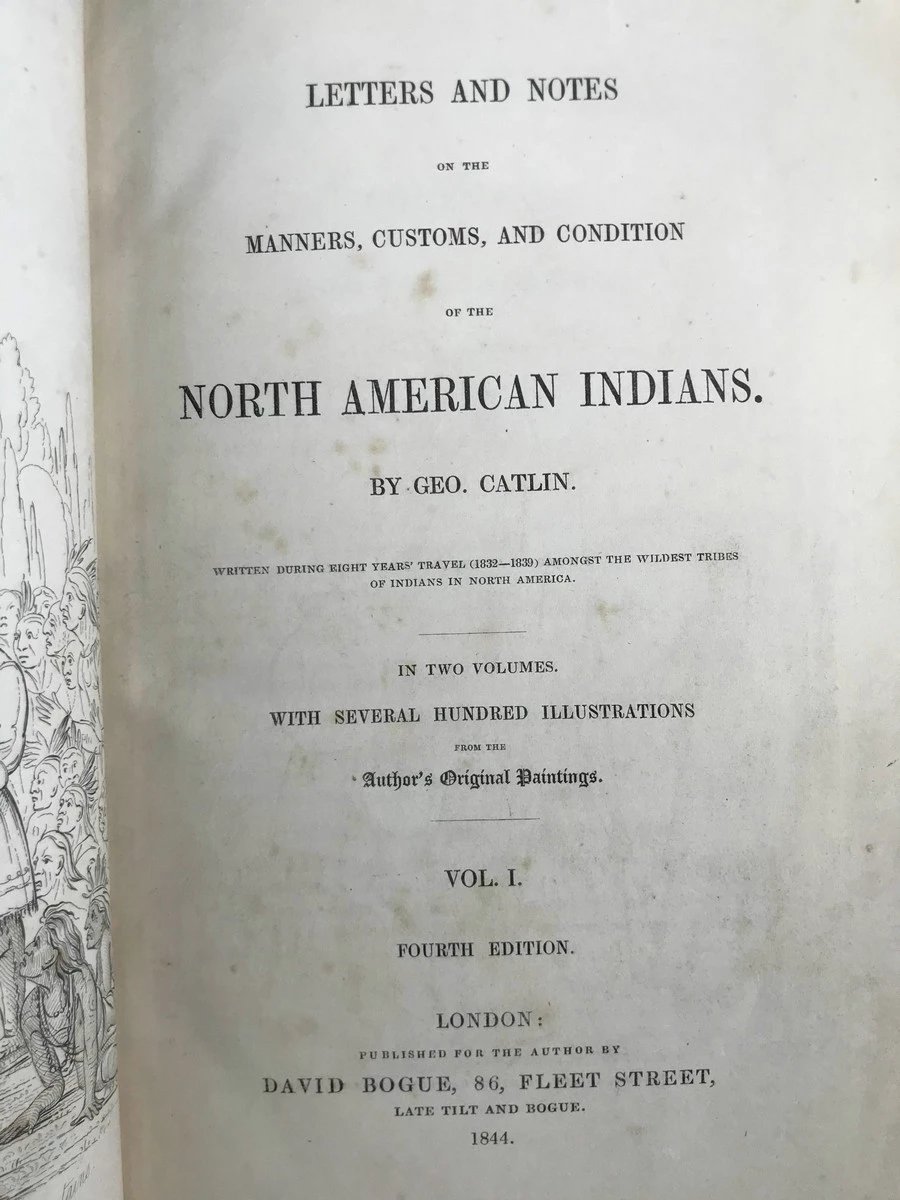 LETTERS AND NOTES
ON THE
MANNERS, CUSTOMS, AND CONDITION
OF THE
NORTH AMERICAN INDIANS.
BY GEO. CATLIN.
WRITTEN DURING EIGHT YEARS' TRAVEL (1832—1839) AMONGST THE WILDEST TRIBES
OF INDIANS IN NORTH AMERICA.
IN TWO VOLUMES.
WITH SEVERAL HUNDRED ILLUSTRATIONS
FROM THE
Author's Original Paintings.
VOL. I.
FOURTH EDITION.
LONDON:
PUBLISHED FOR THE AUTHOR BY
DAVID BOGUE, 86, FLEET STREET,
LATE TILT AND BOGUE.
1844.